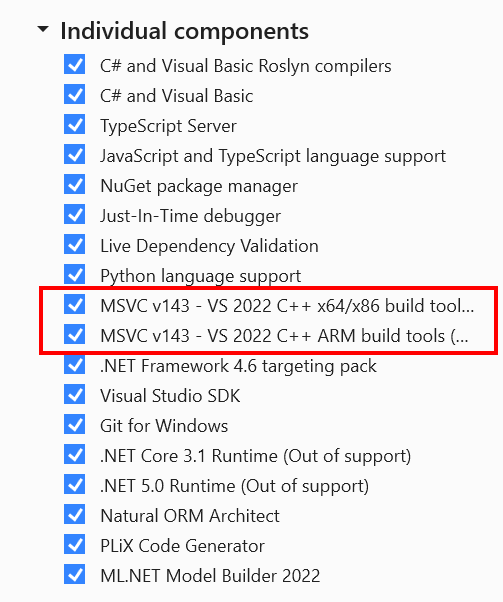 Individual components
C# and Visual Basic Roslyn compilers
C# and Visual Basic
TypeScript Server
JavaScript and TypeScript language support
NuGet package manager
Just-In-Time debugger
Live Dependency Validation
Python language support
MSVC v143 - VS 2022 C++ x64/x86 build tool...
MSVC v143 - VS 2022 C++ ARM build tools (...
.NET Framework 4.6 targeting pack
Visual Studio SDK
Git for Windows
.NET Core 3.1 Runtime (Out of support)
.NET 5.0 Runtime (Out of support)
Natural ORM Architect
PLiX Code Generator
ML.NET Model Builder 2022